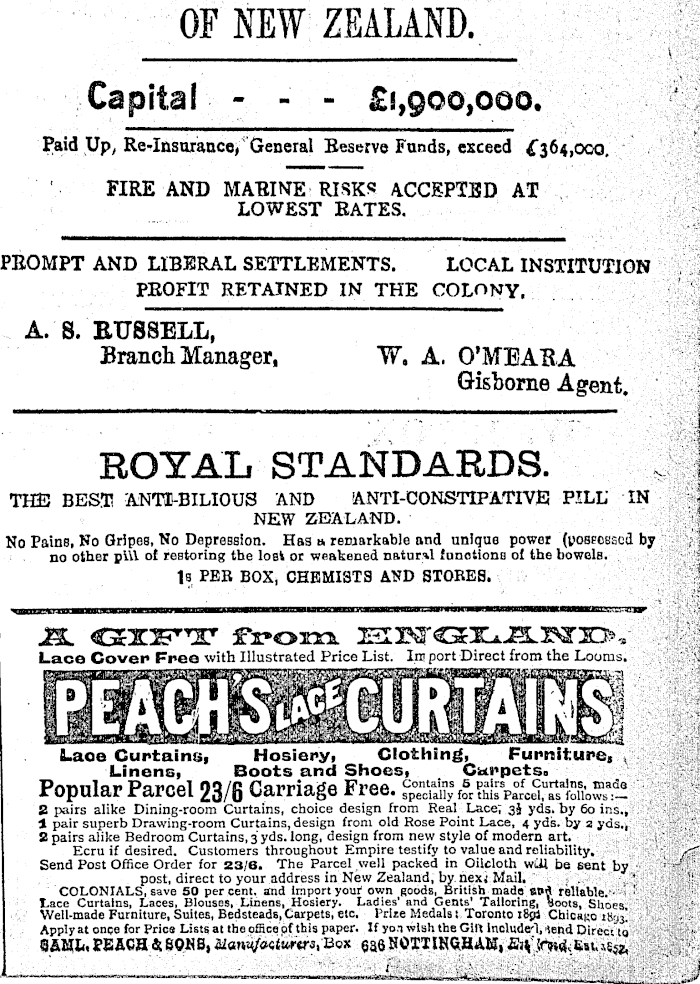 OF NEW ZEALAND.
Capital - - - £1,900,000.
Paid Up, Re-Insurance, General Reserve Funds, exceed £364,000.
FIRE AND MARINE RISKS ACCEPTED AT
LOWEST RATES.
PROMPT AND LIBERAL SETTLEMENTS. LOCAL INSTITUTION
PROFIT RETAINED IN THE COLONY.
A. S. RUSSELL,
Branch Manager,
W. A. O'MEARA
Gisborne Agent.
ROYAL STANDARDS.
THE BEST ANTI-BILIOUS AND ANTI-CONSTIPATIVE PILL IN
NEW ZEALAND.
No Pains, No Gripes, No Depression. Has a remarkable and unique power (possessed by
no other pill of restoring the lost or weakened natural functions of the bowels.
1s PER BOX, CHEMISTS AND STORES.
A GIFT from ENGLAND.
Lace Cover Free with Illustrated Price List. Import Direct from the Looms.
PEACH'S LACE CURTAINS
Lace Curtains, Hosiery, Clothing, Furniture,
Linens, Boots and Shoes, Carpets.
Popular Parcel 23/6 Carriage Free. Contains 5 pairs of Curtains, made
specially for this Parcel, as follows:—
2 pairs alike Dining-room Curtains, choice design from Real Lace, 3½ yds. by 60 ins.,
1 pair superb Drawing-room Curtains, design from old Rose Point Lace, 4 yds. by 2 yds.,
2 pairs alike Bedroom Curtains, 3 yds. long, design from new style of modern art.
Ecru if desired. Customers throughout Empire testify to value and reliability.
Send Post Office Order for 23/6. The Parcel well packed in Oilcloth will be sent by
post, direct to your address in New Zealand, by next Mail.
COLONIALS, save 50 per cent. and import your own goods, British made and reliable.
Lace Curtains, Laces, Blouses, Linens, Hosiery. Ladies' and Gents' Tailoring, Boots, Shoes.
Well-made Furniture, Suites, Bedsteads, Carpets, etc. Prize Medals: Toronto Chicago 1893.
Apply at once for Price Lists at the office of this paper. If you wish the Gift included, send Direct to
SAML. PEACH & SONS, Manufacturers, Box 636 NOTTINGHAM, England. Est. 1857.